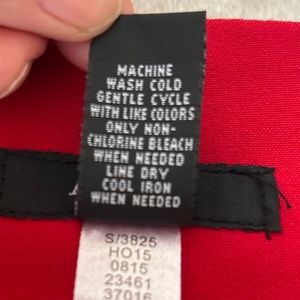 MACHINE
WASH COLD
GENTLE CYCLE
WITH LIKE COLORS
ONLY NON-
CHLORINE BLEACH
WHEN NEEDED
LINE DRY
COOL IRON
WHEN NEEDED
S/3825
HO15
0815
23461
37016